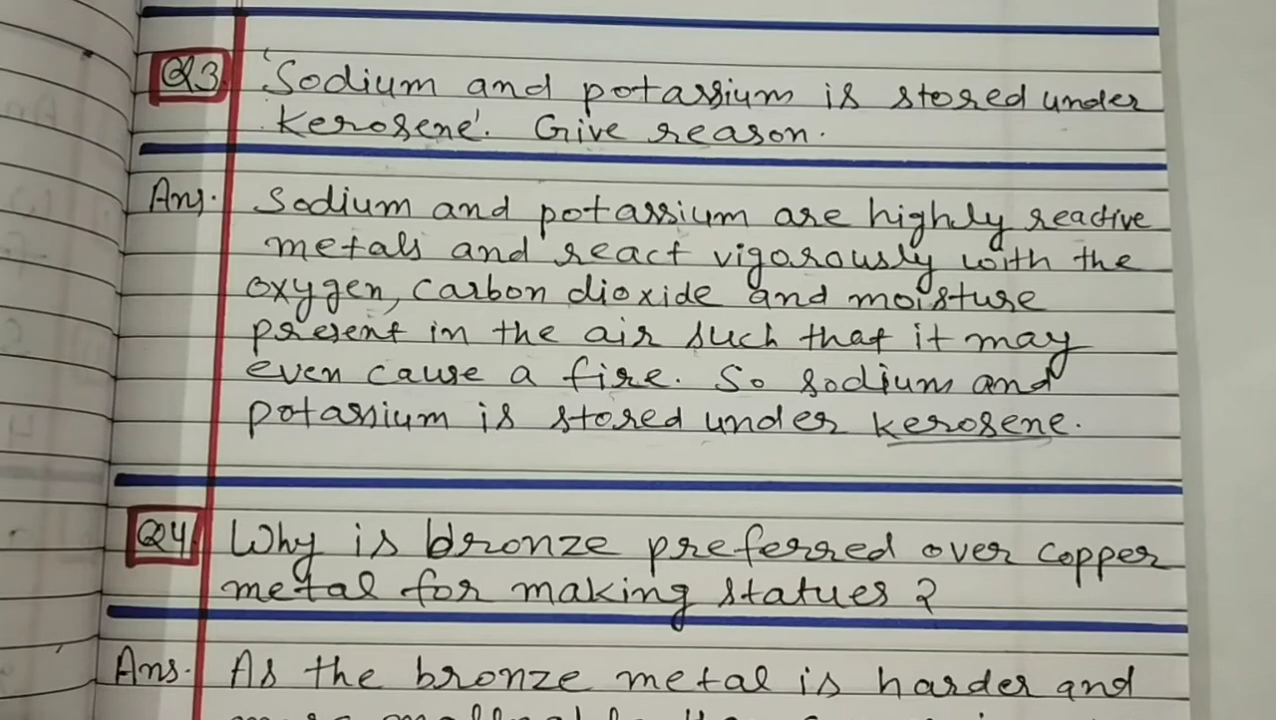 Q3. 'Sodium and potassium is stored under
kerosene'. Give reason.
Ans. Sodium and potassium are highly reactive
metals and react vigorously with the
oxygen, carbon dioxide and moisture
present in the air such that it may
even cause a fire. So sodium and
potassium is stored under kerosene.
Q4. Why is bronze preferred over copper
metal for making statues?
Ans. As the bronze metal is harder and